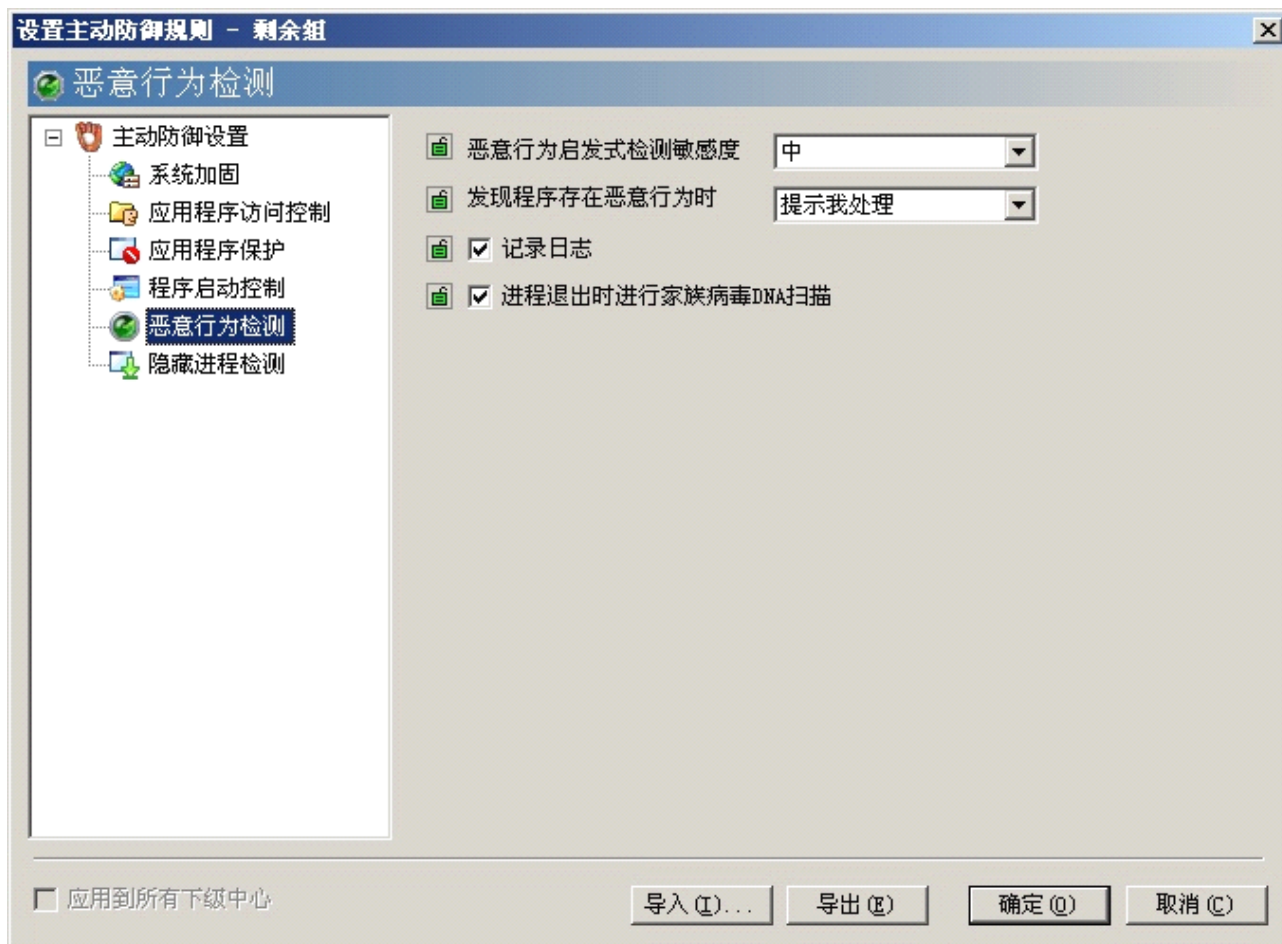 设置主动防御规则 - 剩余组
恶意行为检测
主动防御设置
系统加固
应用程序访问控制
应用程序保护
程序启动控制
恶意行为检测
隐藏进程检测
恶意行为启发式检测敏感度 中
发现程序存在恶意行为时 提示我处理
记录日志
进程退出时进行家族病毒DNA扫描
应用到所有下级中心 导入(I)... 导出(E) 确定(O) 取消(C)